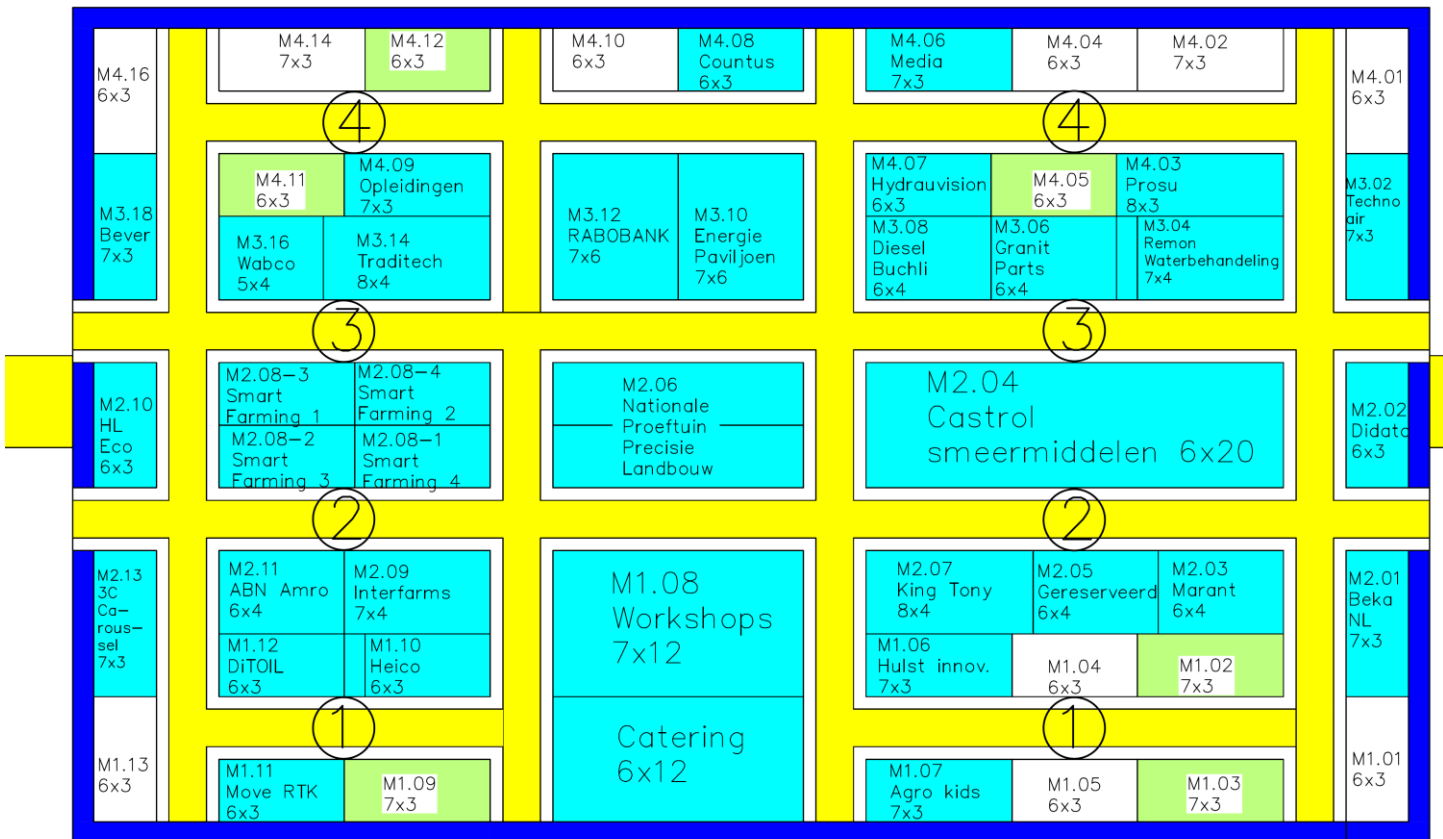 M4.16
6x3
M4.14
7x3
M4.12
6x3
M4.10
6x3
M4.08
Countus
6x3
M4.06
Media
7x3
M4.04
6x3
M4.02
7x3
M4.01
6x3
4
4
M3.18
Bever
7x3
M4.11
6x3
M4.09
Opleidingen
7x3
M3.16
Wabco
5x4
M3.14
Traditech
8x4
M3.12
RABOBANK
7x6
M3.10
Energie
Paviljoen
7x6
M4.07
Hydrauvision
6x3
M4.05
6x3
M4.03
Prosu
8x3
M3.08
Diesel
Buchli
6x4
M3.06
Granit
Parts
6x4
M3.04
Remon
Waterbehandeling
7x4
M3.02
Techno
air
7x3
3
3
M2.10
HL
Eco
6x3
M2.08-3
Smart
Farming 1
M2.08-4
Smart
Farming 2
M2.08-2
Smart
Farming 3
M2.08-1
Smart
Farming 4
M2.06
Nationale
Proeftuin
Precisie
Landbouw
M2.04
Castrol
smeermiddelen 6x20
M2.02
Didata
6x3
2
2
M2.13
3C
Ca-
rous-
sel
7x3
M2.11
ABN Amro
6x4
M2.09
Interfarms
7x4
M1.12
DiTOIL
6x3
M1.10
Heico
6x3
M1.08
Workshops
7x12
M2.07
King Tony
8x4
M2.05
Gereserveerd
6x4
M2.03
Marant
6x4
M1.06
Hulst innov.
7x3
M1.04
6x3
M1.02
7x3
M2.01
Beka
NL
7x3
1
1
M1.13
6x3
M1.11
Move RTK
6x3
M1.09
7x3
Catering
6x12
M1.07
Agro kids
7x3
M1.05
6x3
M1.03
7x3
M1.01
6x3